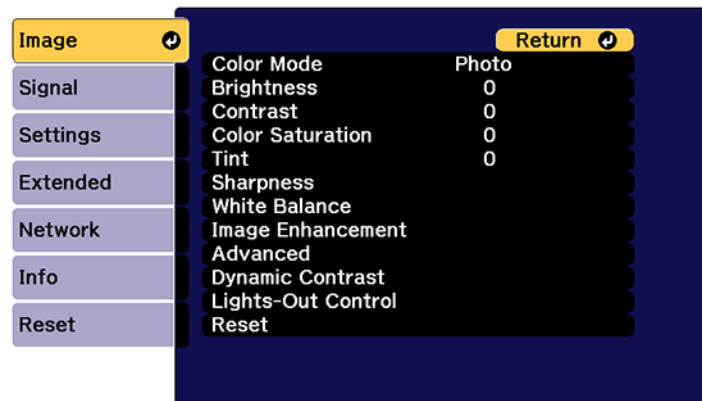 Image
Signal
Settings
Extended
Network
Info
Reset
Return
Color Mode Photo
Brightness 0
Contrast 0
Color Saturation 0
Tint 0
Sharpness
White Balance
Image Enhancement
Advanced
Dynamic Contrast
Lights-Out Control
Reset